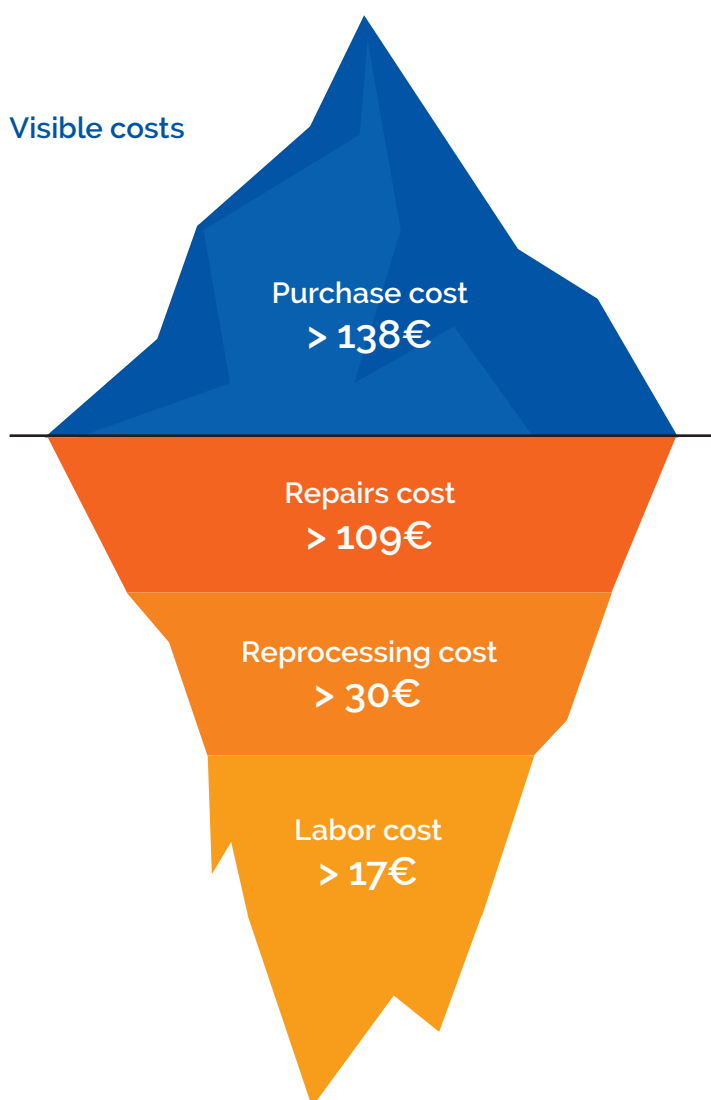 Visible costs
Purchase cost
> 138€
Repairs cost
> 109€
Reprocessing cost
> 30€
Labor cost
> 17€